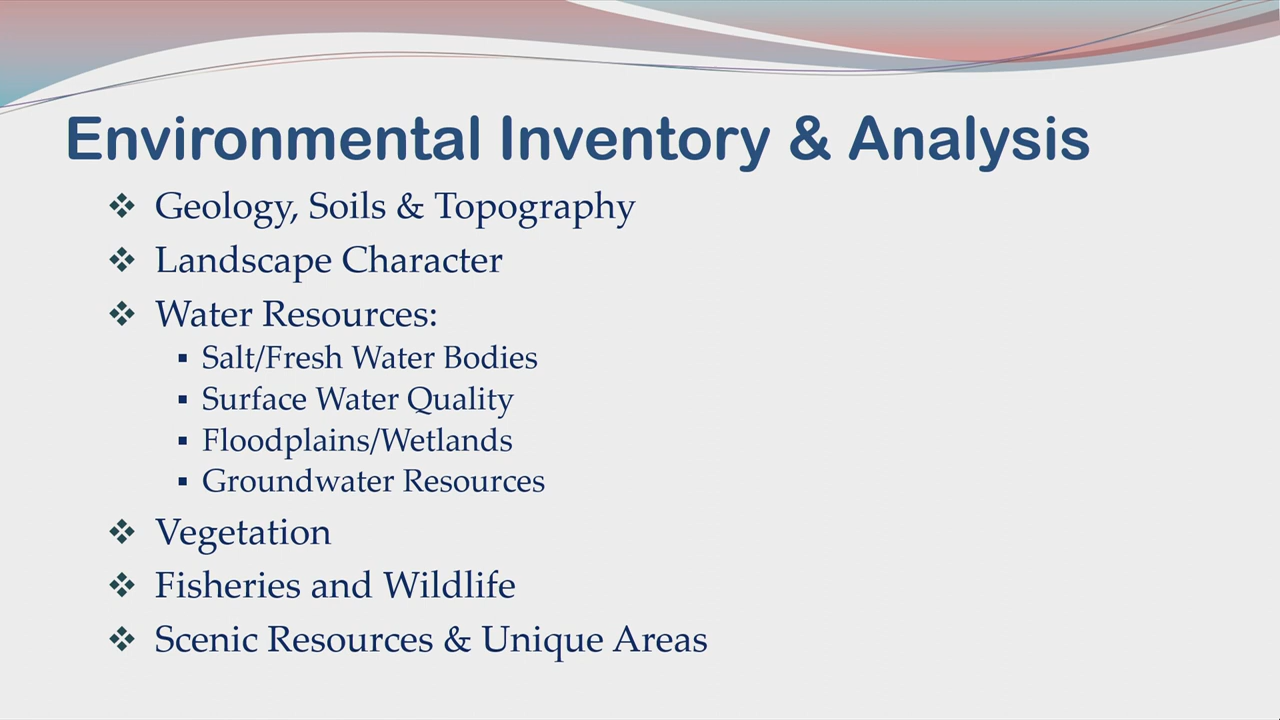 Environmental Inventory & Analysis
❖ Geology, Soils & Topography
❖ Landscape Character
❖ Water Resources:
▪ Salt/Fresh Water Bodies
▪ Surface Water Quality
▪ Floodplains/Wetlands
▪ Groundwater Resources
❖ Vegetation
❖ Fisheries and Wildlife
❖ Scenic Resources & Unique Areas